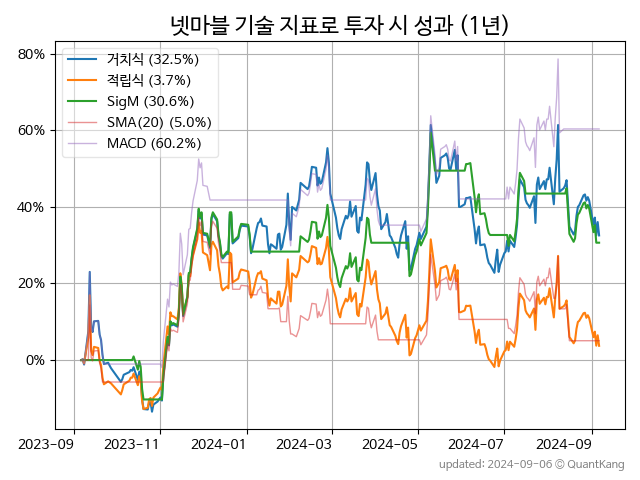 넷마블 기술 지표로 투자 시 성과 (1년)
거치식 (32.5%)
적립식 (3.7%)
SigM (30.6%)
SMA(20) (5.0%)
MACD (60.2%)
80%
60%
40%
20%
0%
2023-09 2023-11 2024-01 2024-03 2024-05 2024-07 2024-09
updated: 2024-09-06 © QuantKang